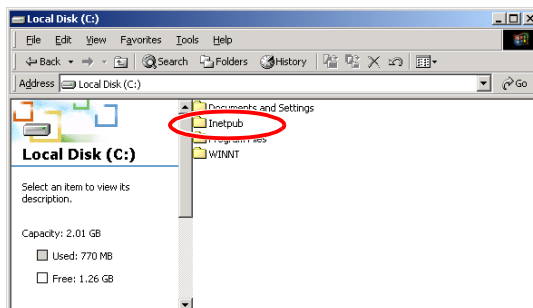 Local Disk (C:)
File Edit View Favorites Tools Help
Back Search Folders History
Address Local Disk (C:) Go
Documents and Settings
Inetpub
Program Files
WINNT
Local Disk (C:)
Select an item to view its
description.
Capacity: 2.01 GB
Used: 770 MB
Free: 1.26 GB